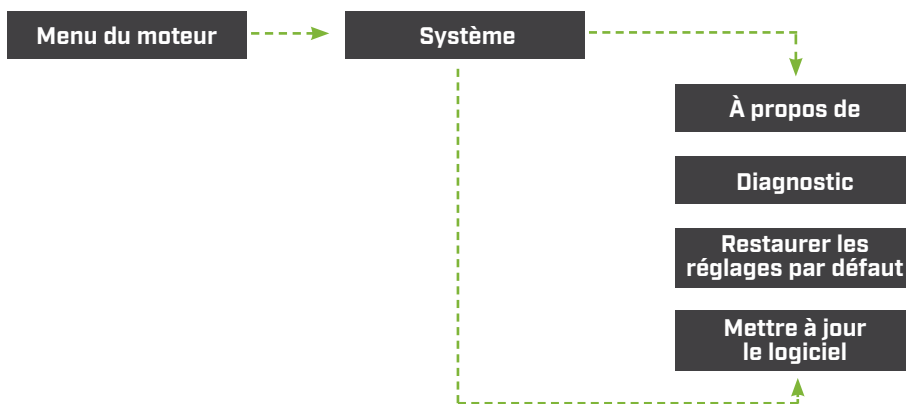 Menu du moteur
Système
À propos de
Diagnostic
Restaurer les
réglages par défaut
Mettre à jour
le logiciel